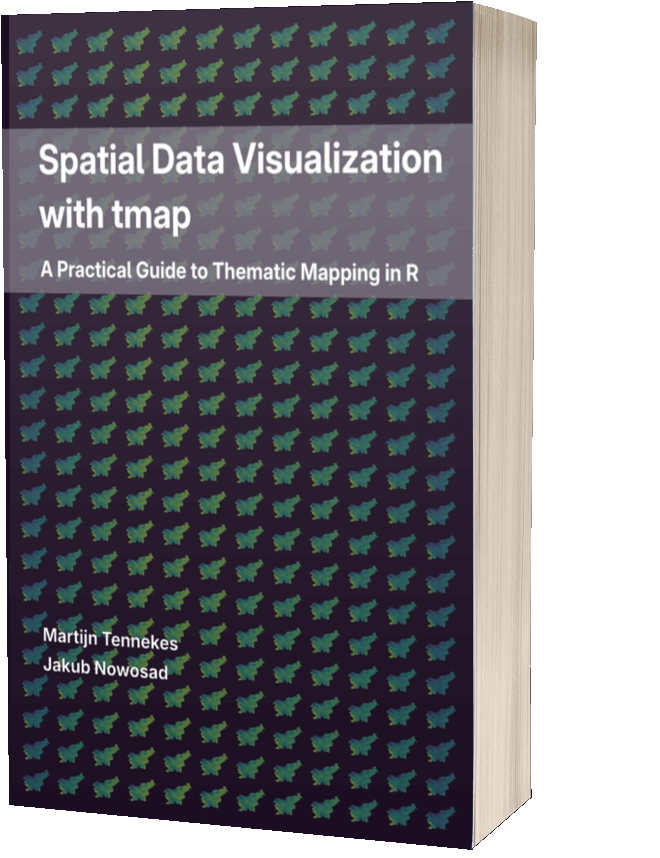 Spatial Data Visualization
with tmap
A Practical Guide to Thematic Mapping in R
Martijn Tennekes
Jakub Nowosad